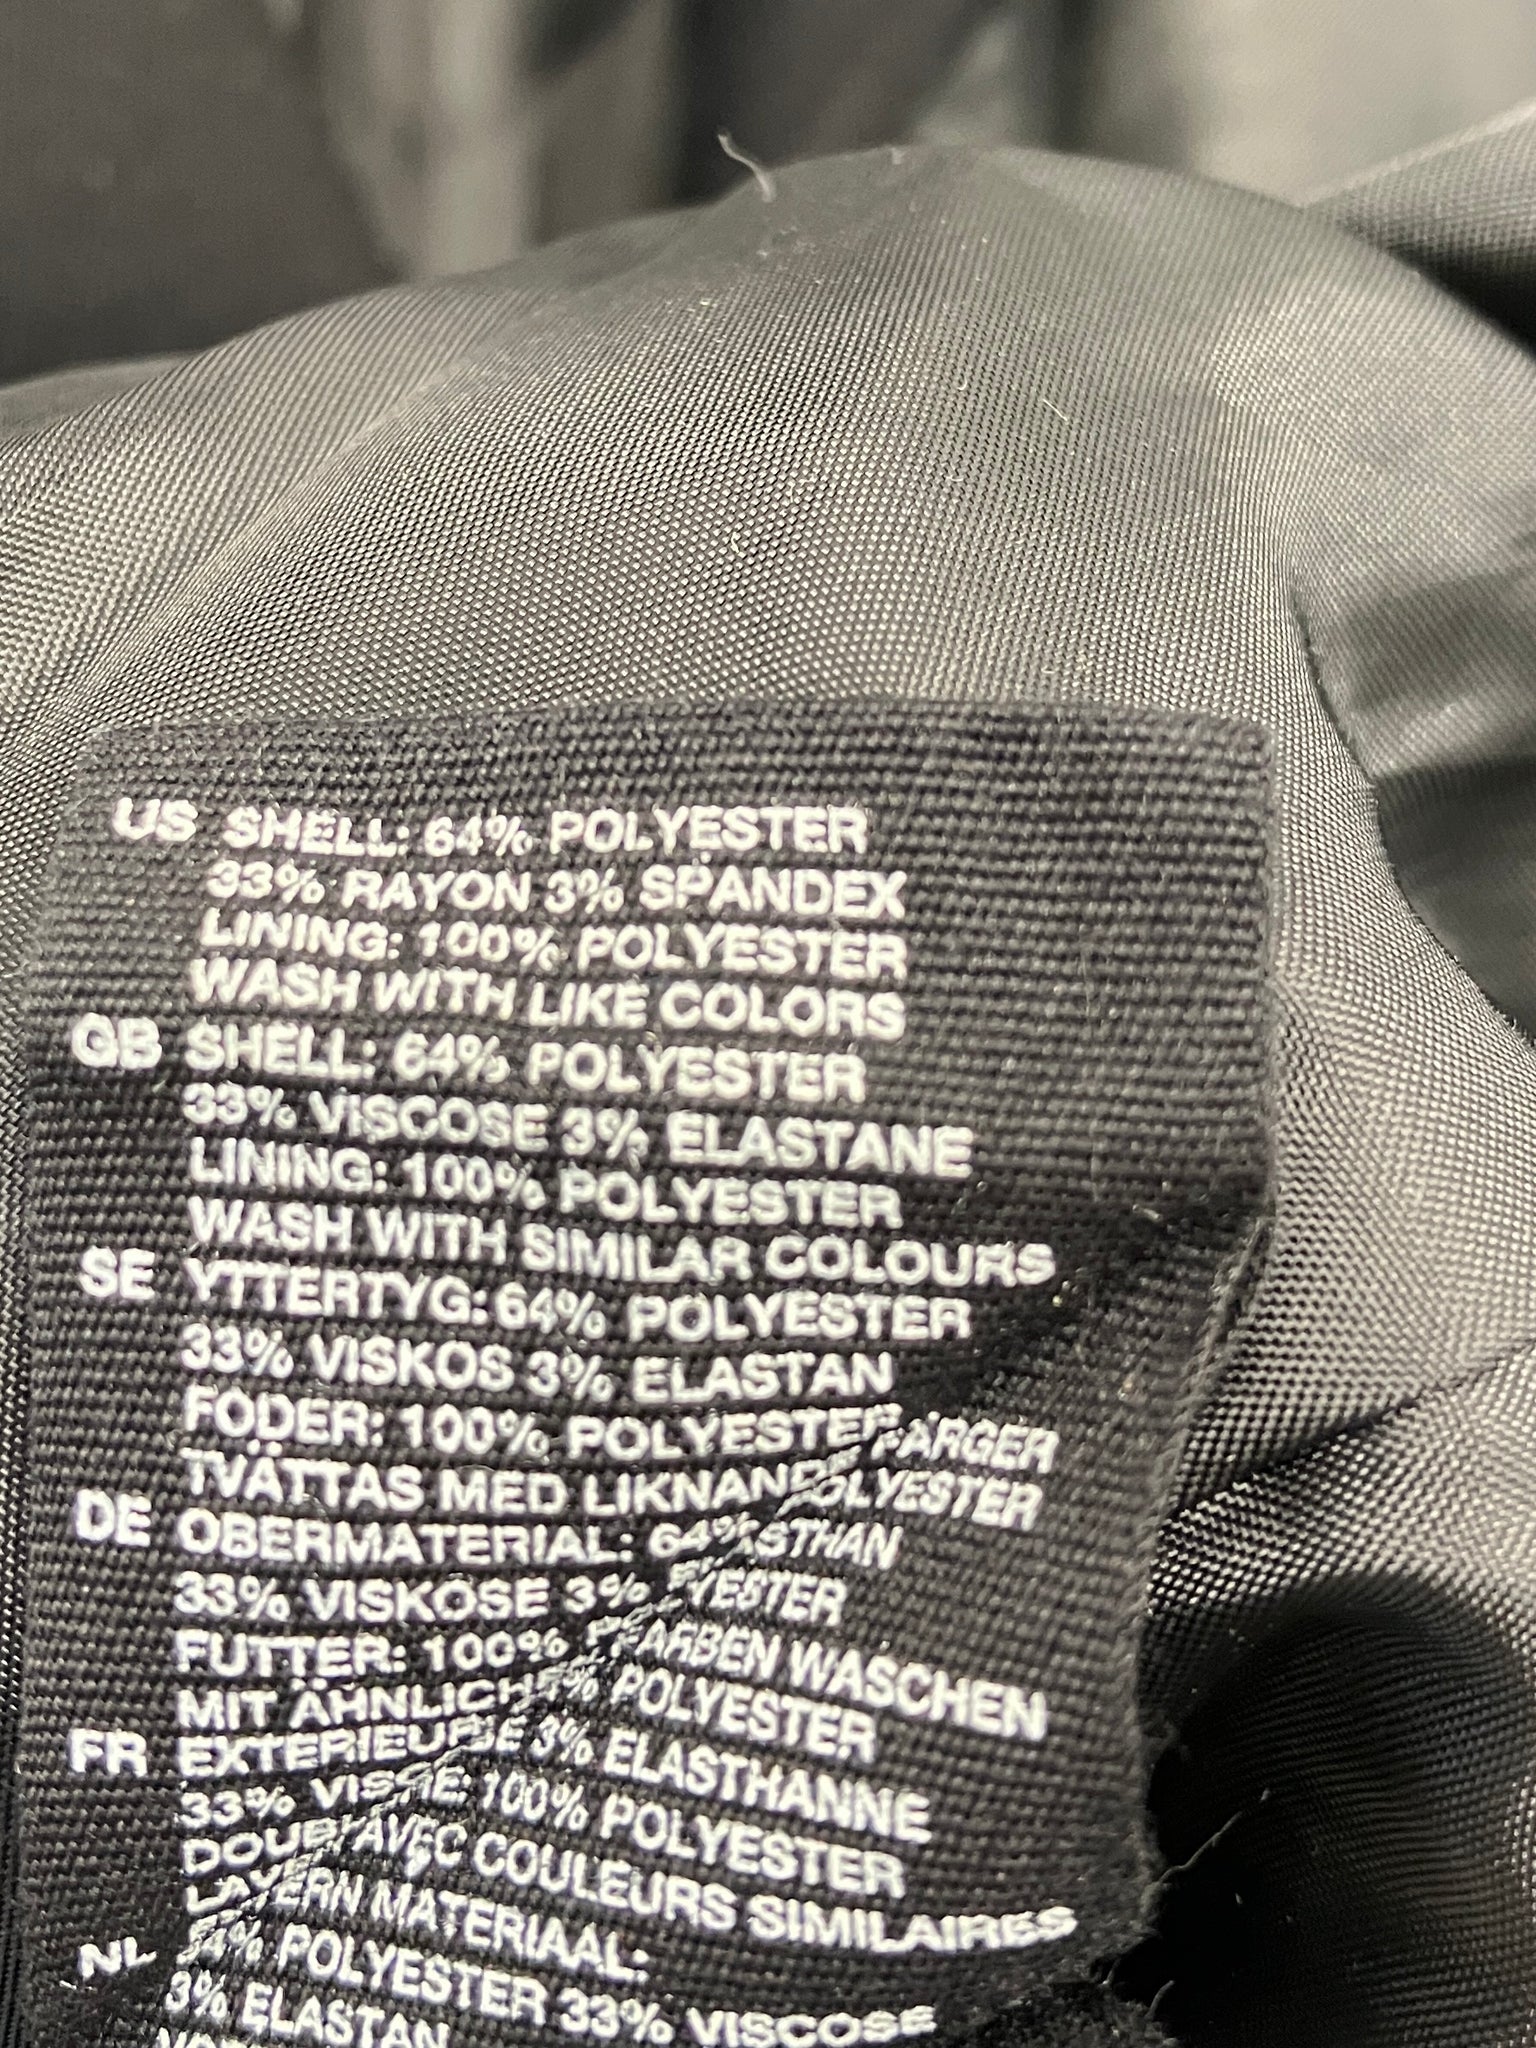 US SHELL: 64% POLYESTER
33% RAYON 3% SPANDEX
LINING: 100% POLYESTER
WASH WITH LIKE COLORS
GB SHELL: 64% POLYESTER
33% VISCOSE 3% ELASTANE
LINING: 100% POLYESTER
WASH WITH SIMILAR COLOURS
SE YTTERTYG: 64% POLYESTER
33% VISKOS 3% ELASTAN
FODER: 100% POLYESTER
TVÄTTAS MED FÄRGER
DE OBERMATERIAL: 64% POLYESTER
33% VISKOSE 3%
FUTTER: 100%
MIT FARBEN WASCHEN
FR POLYESTER
33% 3% ELASTHANNE
100% POLYESTER
AVEC COULEURS SIMILAIRES
NL MATERIAAL:
POLYESTER 33% VISCOSE
3% ELASTAN